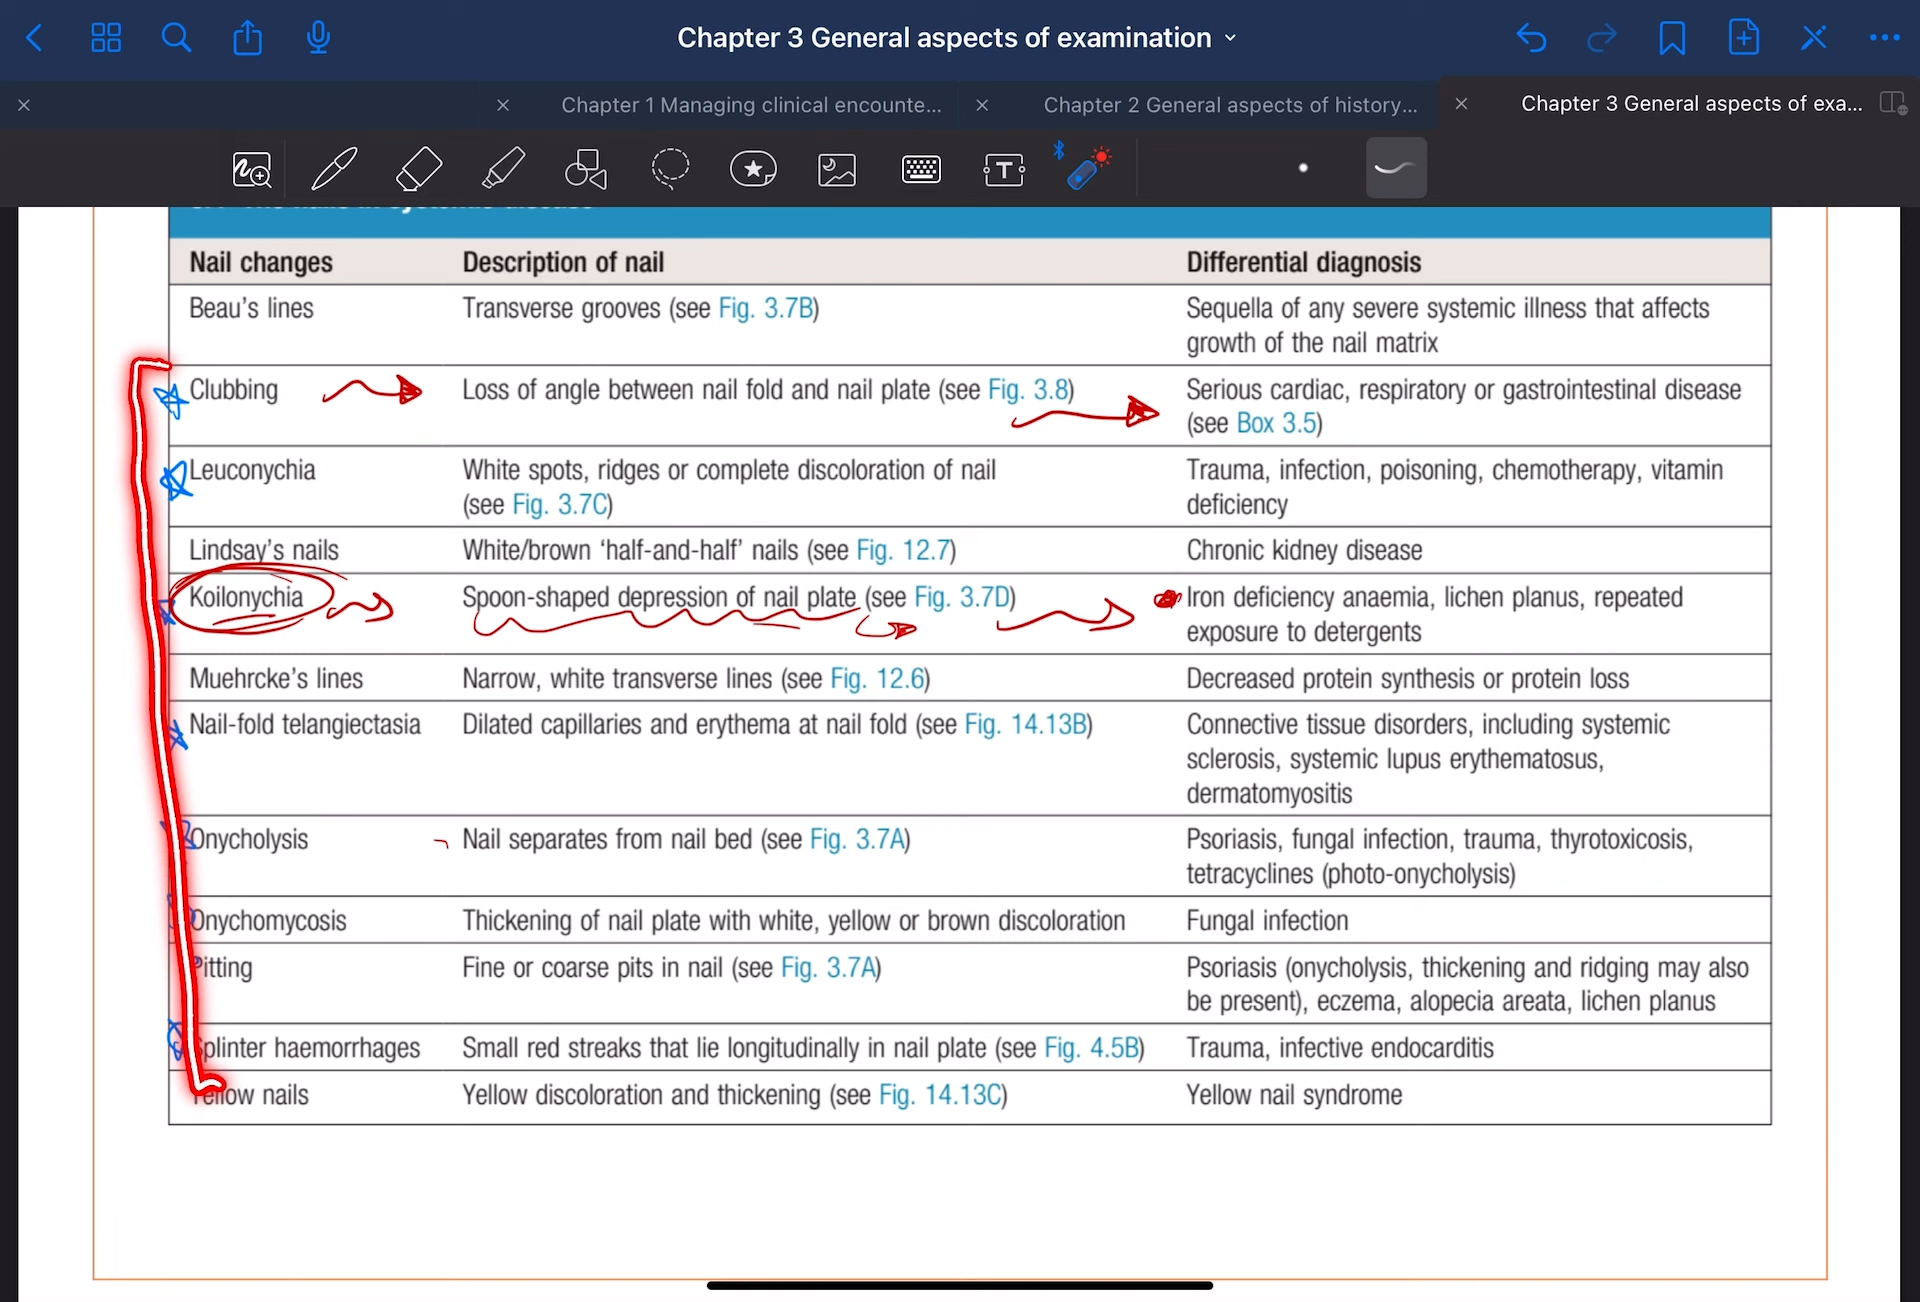 Chapter 3 General aspects of examination
Chapter 1 Managing clinical encounte...
Chapter 2 General aspects of history...
Chapter 3 General aspects of exa...
Nail changes Description of nail Differential diagnosis
Beau's lines Transverse grooves (see Fig. 3.7B) Sequella of any severe systemic illness that affects
growth of the nail matrix
Clubbing Loss of angle between nail fold and nail plate (see Fig. 3.8) Serious cardiac, respiratory or gastrointestinal disease
(see Box 3.5)
Leuconychia White spots, ridges or complete discoloration of nail Trauma, infection, poisoning, chemotherapy, vitamin
(see Fig. 3.7C) deficiency
Lindsay's nails White/brown 'half-and-half' nails (see Fig. 12.7) Chronic kidney disease
Koilonychia Spoon-shaped depression of nail plate (see Fig. 3.7D) Iron deficiency anaemia, lichen planus, repeated
exposure to detergents
Muehrcke's lines Narrow, white transverse lines (see Fig. 12.6) Decreased protein synthesis or protein loss
Nail-fold telangiectasia Dilated capillaries and erythema at nail fold (see Fig. 14.13B) Connective tissue disorders, including systemic
sclerosis, systemic lupus erythematosus,
dermatomyositis
Onycholysis Nail separates from nail bed (see Fig. 3.7A) Psoriasis, fungal infection, trauma, thyrotoxicosis,
tetracyclines (photo-onycholysis)
Onychomycosis Thickening of nail plate with white, yellow or brown discoloration Fungal infection
Pitting Fine or coarse pits in nail (see Fig. 3.7A) Psoriasis (onycholysis, thickening and ridging may also
be present), eczema, alopecia areata, lichen planus
Splinter haemorrhages Small red streaks that lie longitudinally in nail plate (see Fig. 4.5B) Trauma, infective endocarditis
Yellow nails Yellow discoloration and thickening (see Fig. 14.13C) Yellow nail syndrome